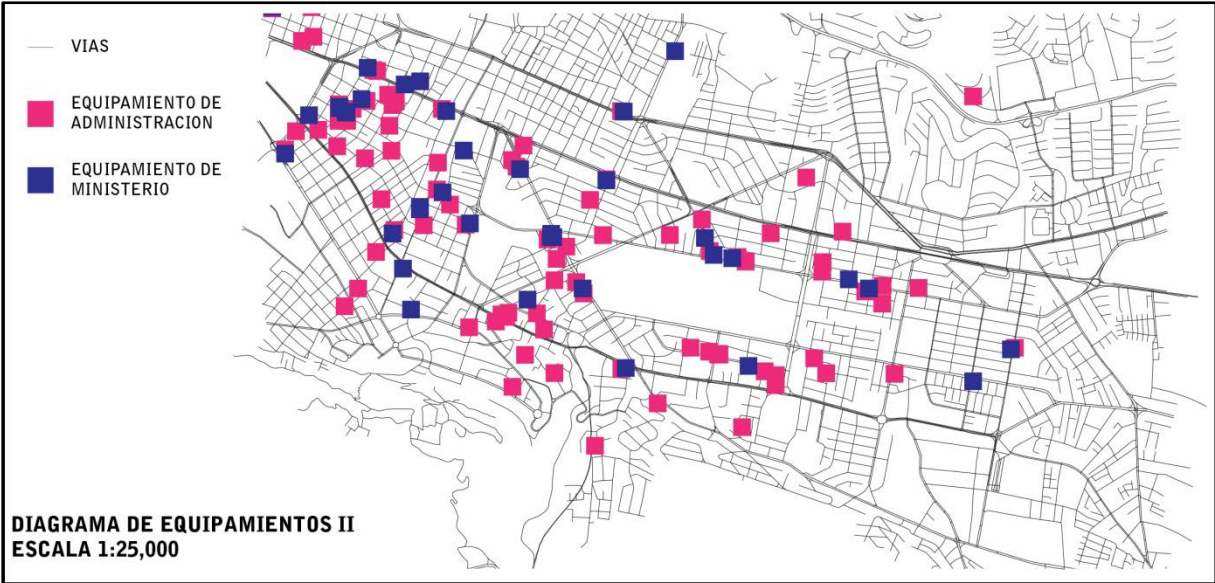 VIAS
EQUIPAMIENTO DE
ADMINISTRACION
EQUIPAMIENTO DE
MINISTERIO
DIAGRAMA DE EQUIPAMIENTOS II
ESCALA 1:25,000